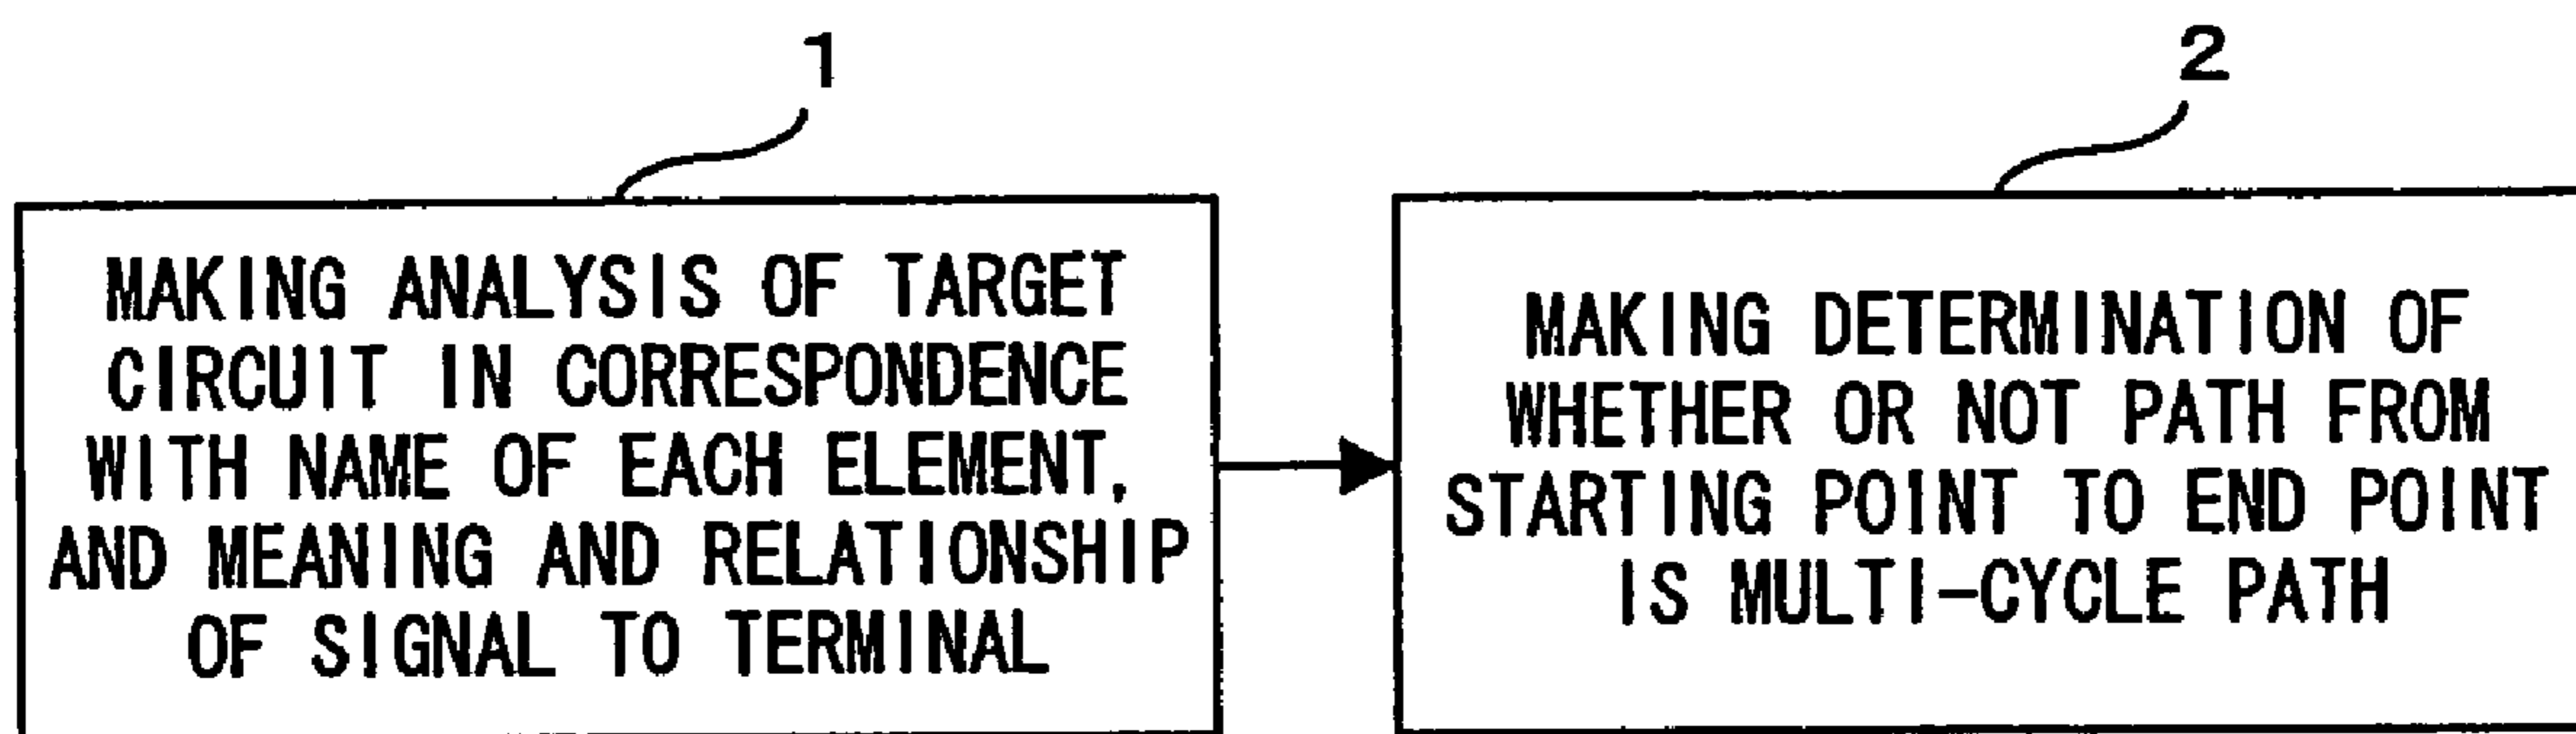 1
MAKING ANALYSIS OF TARGET
CIRCUIT IN CORRESPONDENCE
WITH NAME OF EACH ELEMENT,
AND MEANING AND RELATIONSHIP
OF SIGNAL TO TERMINAL
2
MAKING DETERMINATION OF
WHETHER OR NOT PATH FROM
STARTING POINT TO END POINT
IS MULTI-CYCLE PATH